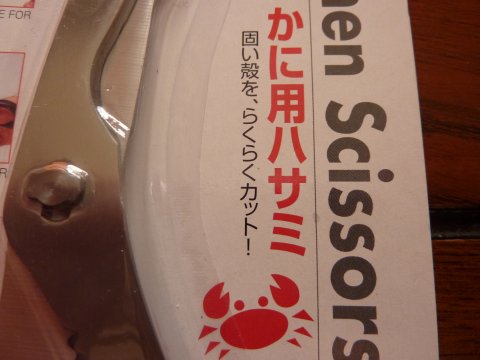 hen Scissors
かに用ハサミ
固い殻を、らくらくカット！
E FOR